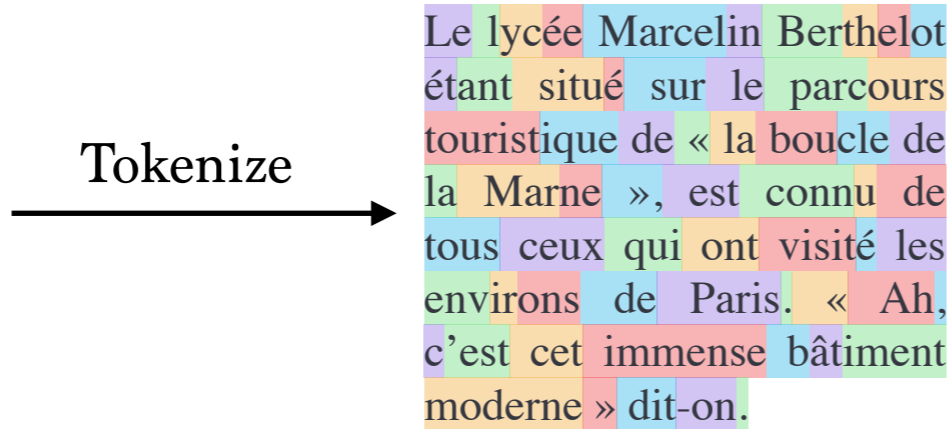 Tokenize
Le lycée Marcelin Berthelot
étant situé sur le parcours
touristique de « la boucle de
la Marne », est connu de
tous ceux qui ont visité les
environs de Paris. « Ah,
c’est cet immense bâtiment
moderne » dit-on.